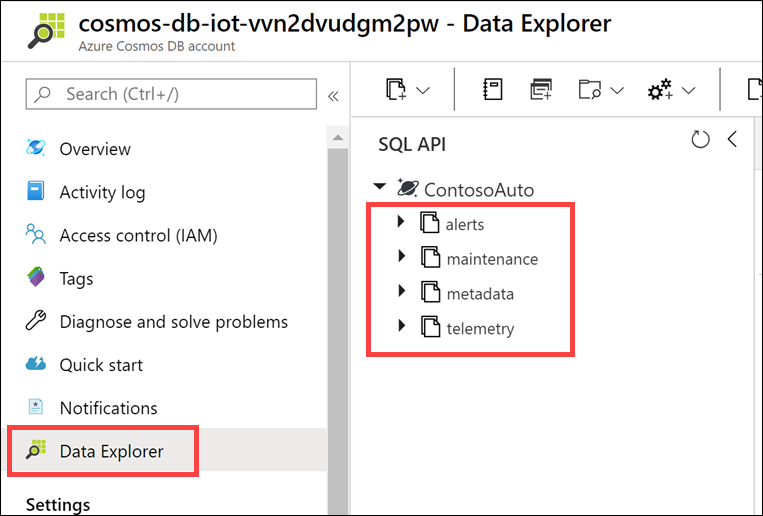 cosmos-db-iot-vvn2dvudgm2pw - Data Explorer
Azure Cosmos DB account
Search (Ctrl+/)
Overview
Activity log
Access control (IAM)
Tags
Diagnose and solve problems
Quick start
Notifications
Data Explorer
Settings
SQL API
ContosoAuto
alerts
maintenance
metadata
telemetry